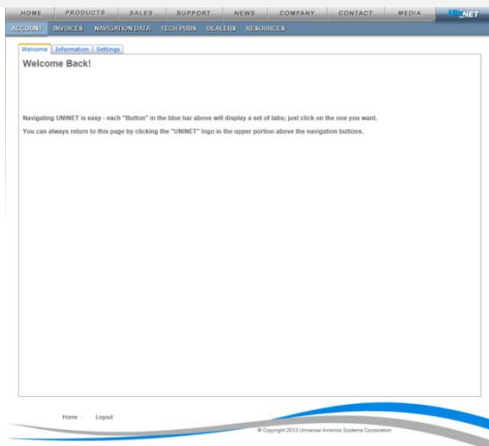 HOME PRODUCTS SALES SUPPORT NEWS COMPANY CONTACT MEDIA UniNET
ACCOUNT INVOICES NAVIGATION DATA TECH PUBS DEALERS RESOURCES
Welcome Information Settings
Welcome Back!
Navigating UNINET is easy - each "Button" in the blue bar above will display a set of tabs; just click on the one you want.
You can always return to this page by clicking the "UNINET" logo in the upper portion above the navigation buttons.
Home : Logout
© Copyright 2013 Universal Avionics Systems Corporation